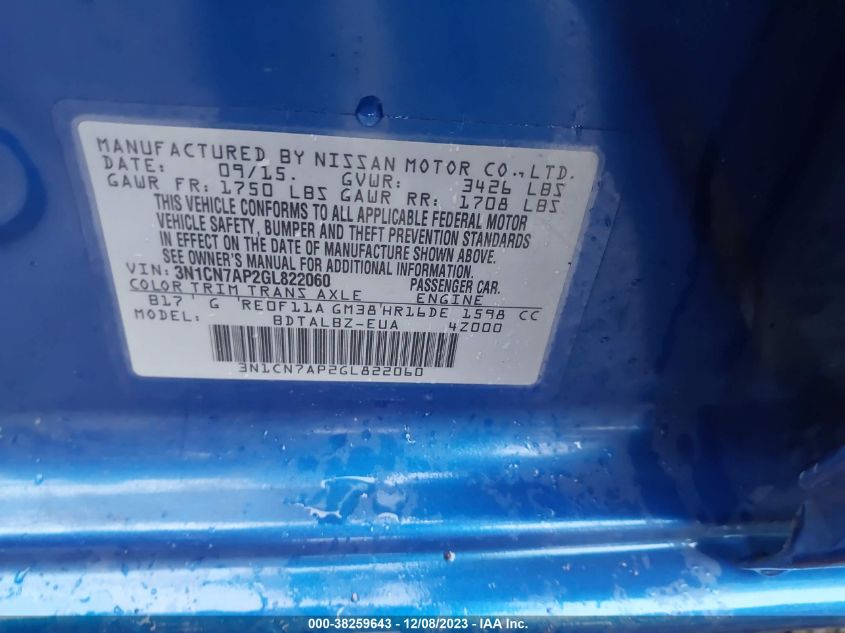 MANUFACTURED BY NISSAN MOTOR CO., LTD.
DATE: 09/15. GVWR: 3426 LBS
GAWR FR: 1750 LBS GAWR RR: 1708 LBS
THIS VEHICLE CONFORMS TO ALL APPLICABLE FEDERAL MOTOR
VEHICLE SAFETY, BUMPER AND THEFT PREVENTION STANDARDS
IN EFFECT ON THE DATE OF MANUFACTURE SHOWN ABOVE.
SEE OWNER'S MANUAL FOR ADDITIONAL INFORMATION
VIN: 3N1CN7AP2GL822060 PASSENGER CAR.
COLOR TRIM TRANS AXLE ENGINE
B17 G RE0F11A GM38 HR16DE 1598 CC
MODEL: BDTALBZ-EUA 4Z000
3N1CN7AP2GL822060
000-38259643 - 12/08/2023 - IAA Inc.